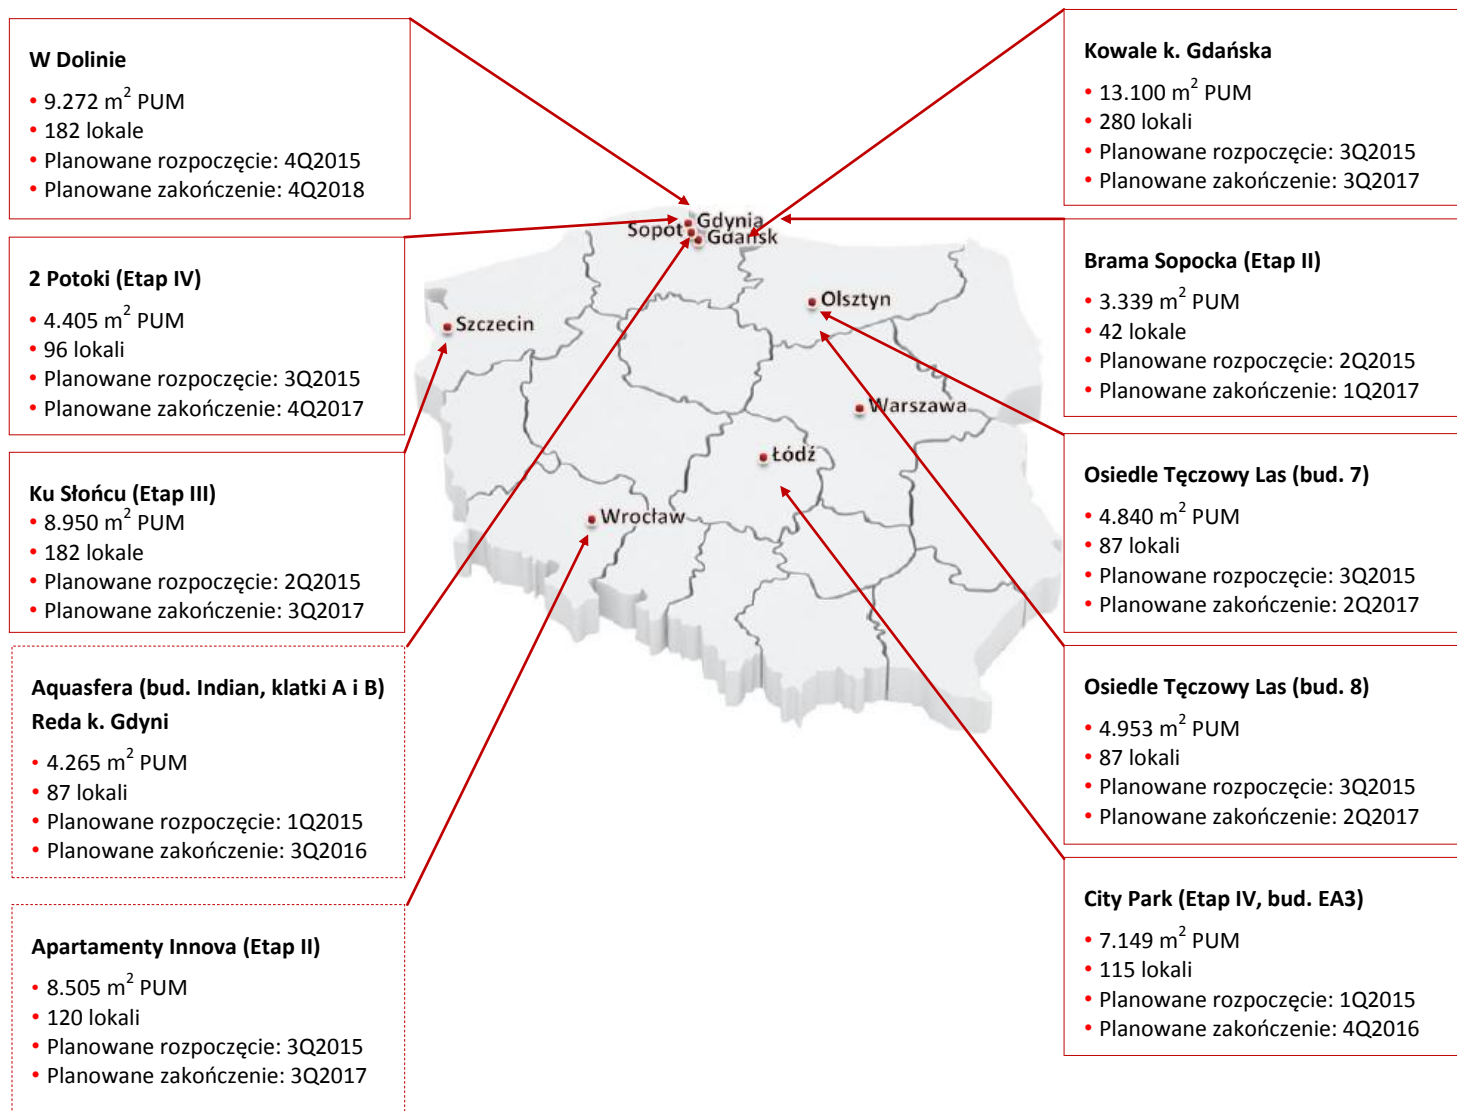 W Dolinie
• 9.272 m² PUM
• 182 lokale
• Planowane rozpoczęcie: 4Q2015
• Planowane zakończenie: 4Q2018
2 Potoki (Etap IV)
• 4.405 m² PUM
• 96 lokali
• Planowane rozpoczęcie: 3Q2015
• Planowane zakończenie: 4Q2017
Ku Słońcu (Etap III)
• 8.950 m² PUM
• 182 lokale
• Planowane rozpoczęcie: 2Q2015
• Planowane zakończenie: 3Q2017
Aquasfera (bud. Indian, klatki A i B)
Reda k. Gdyni
• 4.265 m² PUM
• 87 lokali
• Planowane rozpoczęcie: 1Q2015
• Planowane zakończenie: 3Q2016
Apartamenty Innova (Etap II)
• 8.505 m² PUM
• 120 lokali
• Planowane rozpoczęcie: 3Q2015
• Planowane zakończenie: 3Q2017
Gdynia
Sopot
Gdańsk
Olsztyn
Szczecin
Warszawa
Łódź
Wrocław
Kowale k. Gdańska
• 13.100 m² PUM
• 280 lokali
• Planowane rozpoczęcie: 3Q2015
• Planowane zakończenie: 3Q2017
Brama Sopocka (Etap II)
• 3.339 m² PUM
• 42 lokale
• Planowane rozpoczęcie: 2Q2015
• Planowane zakończenie: 1Q2017
Osiedle Tęczowy Las (bud. 7)
• 4.840 m² PUM
• 87 lokali
• Planowane rozpoczęcie: 3Q2015
• Planowane zakończenie: 2Q2017
Osiedle Tęczowy Las (bud. 8)
• 4.953 m² PUM
• 87 lokali
• Planowane rozpoczęcie: 3Q2015
• Planowane zakończenie: 2Q2017
City Park (Etap IV, bud. EA3)
• 7.149 m² PUM
• 115 lokali
• Planowane rozpoczęcie: 1Q2015
• Planowane zakończenie: 4Q2016